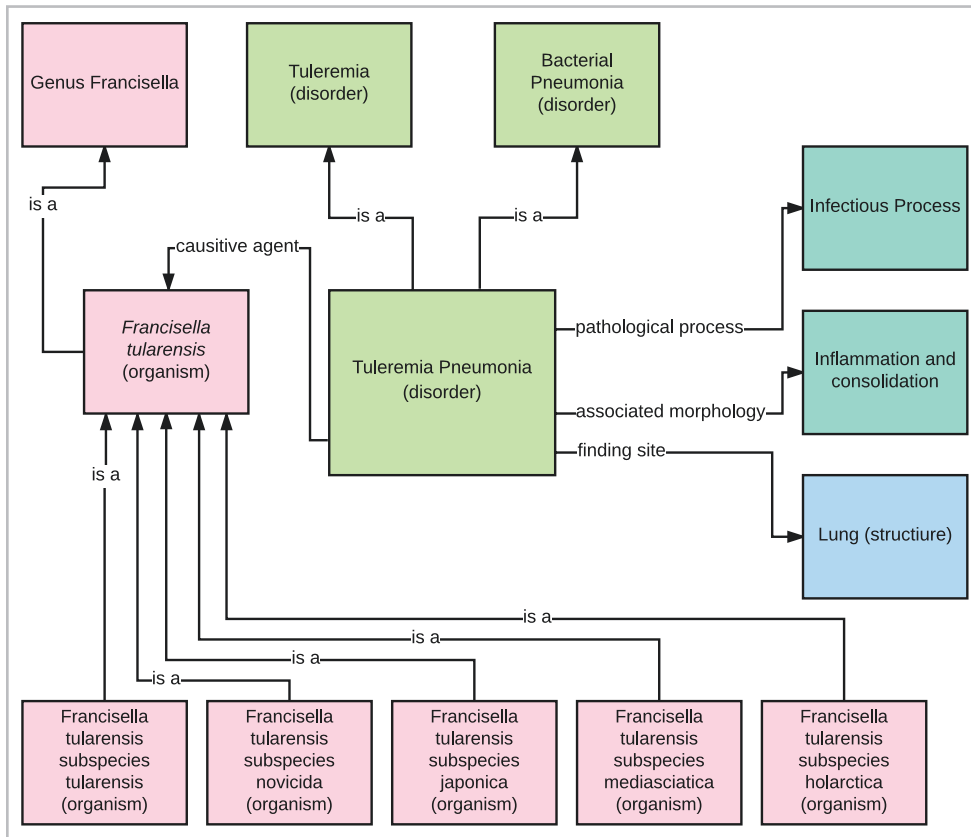 Genus Francisella
Tuleremia
(disorder)
Bacterial
Pneumonia
(disorder)
is a
is a
is a
Infectious Process
causitive agent
Francisella
tularensis
(organism)
Tuleremia Pneumonia
(disorder)
pathological process
Inflammation and
consolidation
associated morphology
finding site
is a
Lung (structiure)
is a
is a
is a
is a
Francisella
tularensis
subspecies
tularensis
(organism)
Francisella
tularensis
subspecies
novicida
(organism)
Francisella
tularensis
subspecies
japonica
(organism)
Francisella
tularensis
subspecies
mediasciatica
(organism)
Francisella
tularensis
subspecies
holarctica
(organism)